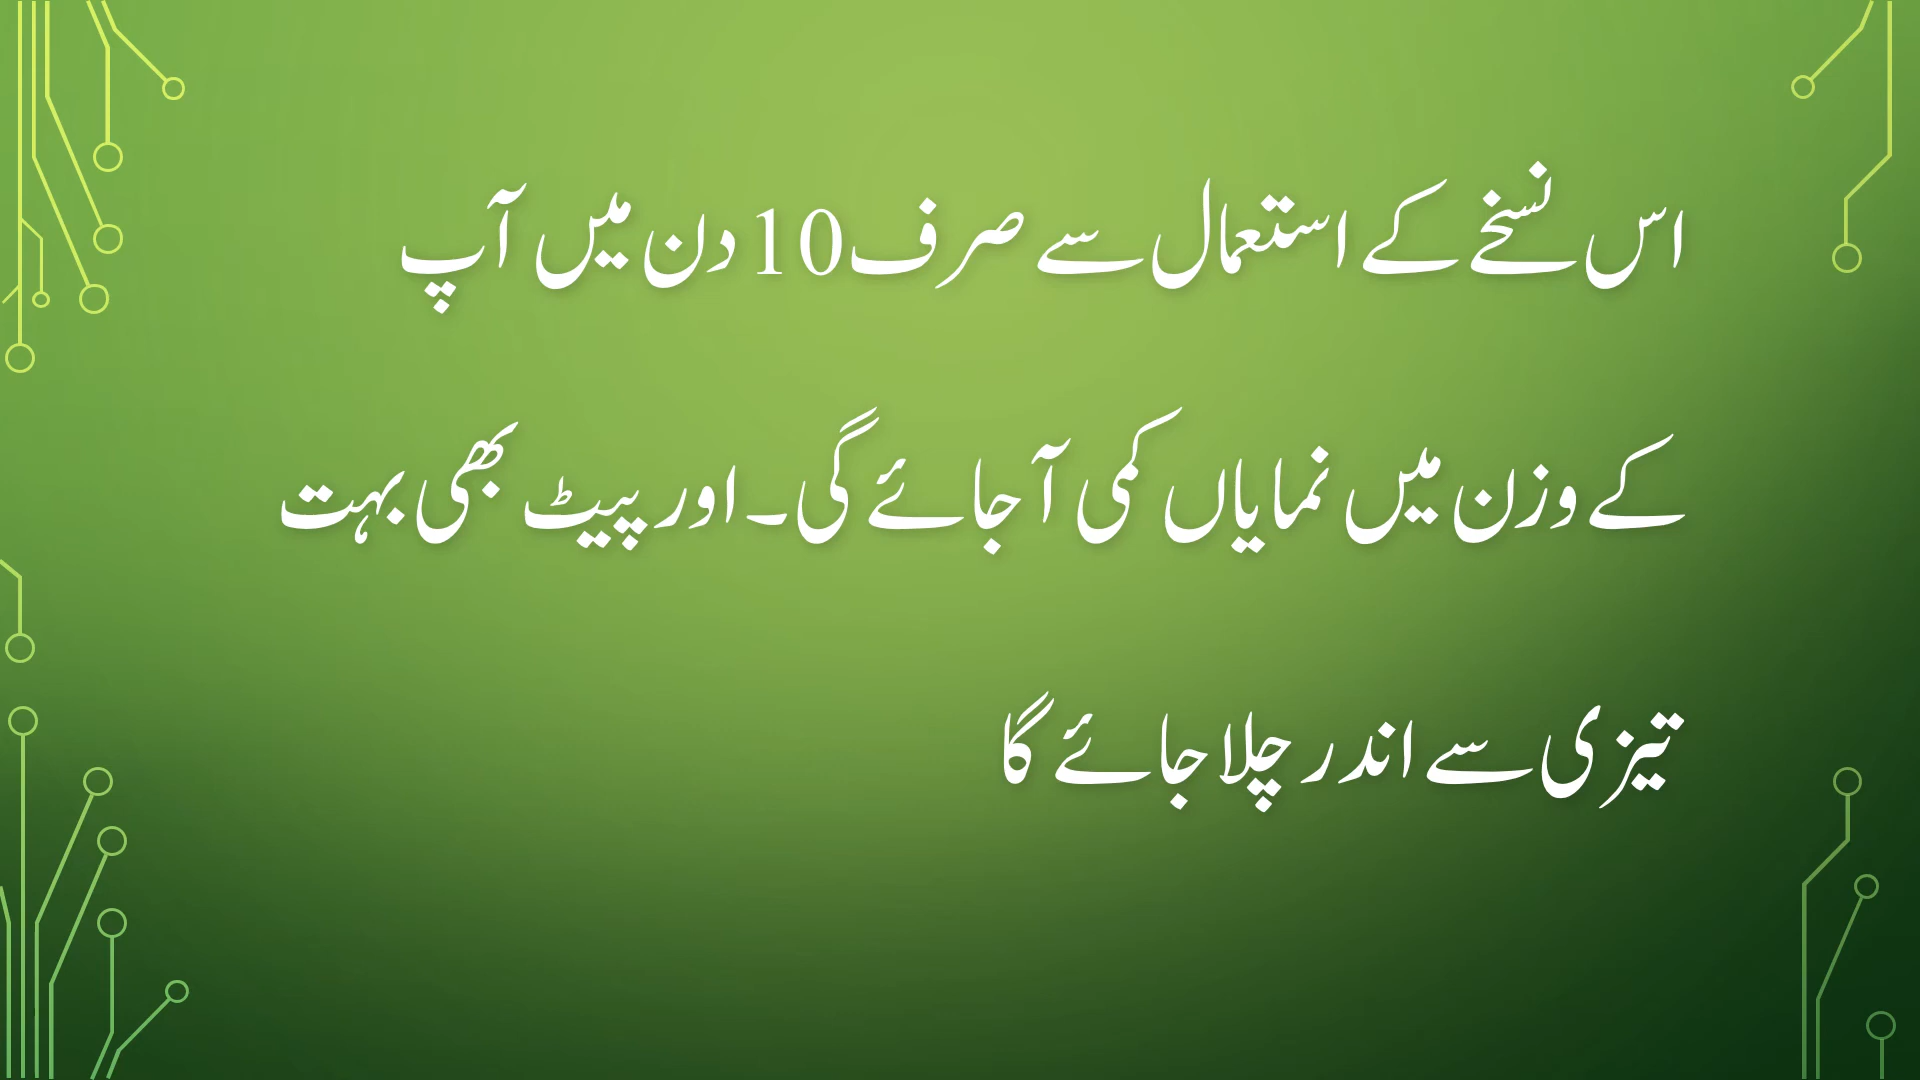 اس نسخے کے استعمال سے صرف 10 دن میں آپ
کے وزن میں نمایاں کمی آ جائے گی۔ اور پیٹ بھی بہت
تیزی سے اندر چلا جائے گا